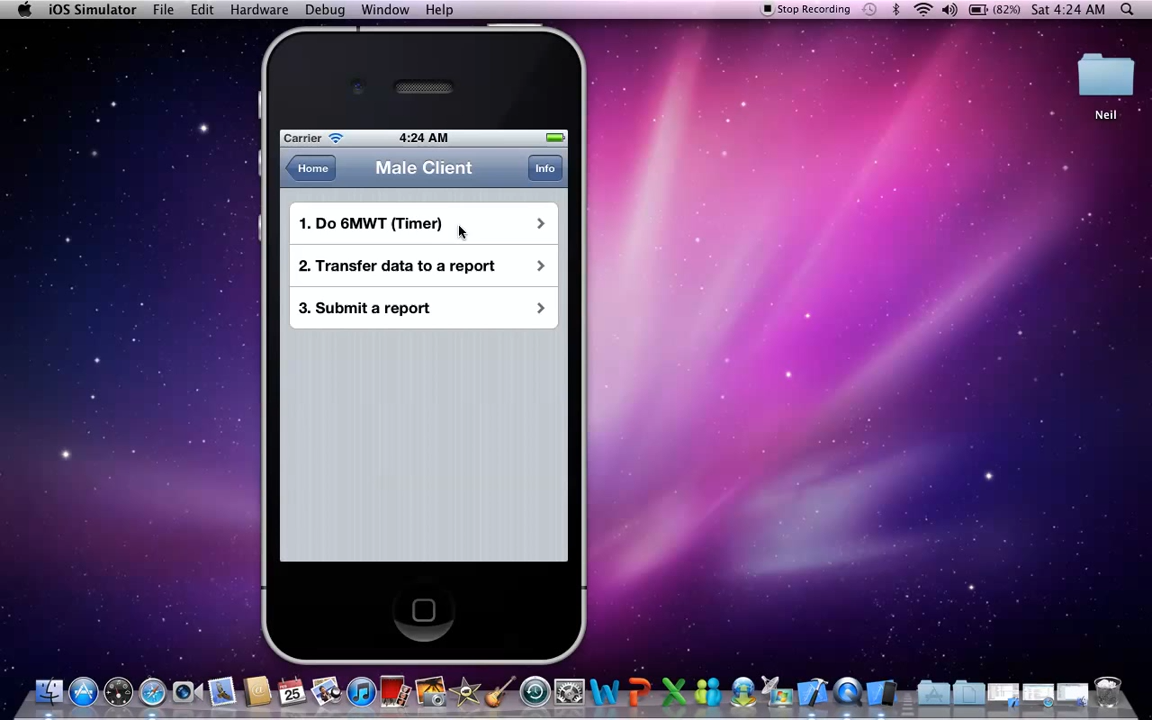 iOS Simulator File Edit Hardware Debug Window Help Stop Recording (82%) Sat 4:24 AM
Neil
Carrier 4:24 AM
Home Male Client Info
1. Do 6MWT (Timer)
2. Transfer data to a report
3. Submit a report
25